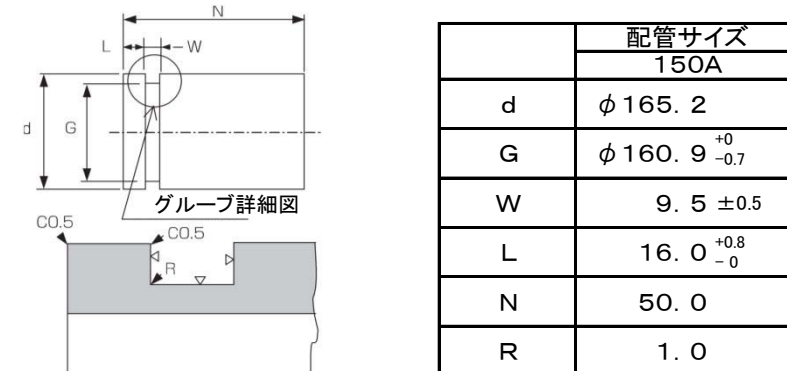 N
L
W
d
G
グルーブ詳細図
C0.5
C0.5
R
配管サイズ
150A
d φ165.2
G φ160.9 +0 -0.7
W 9.5 ±0.5
L 16.0 +0.8 -0
N 50.0
R 1.0